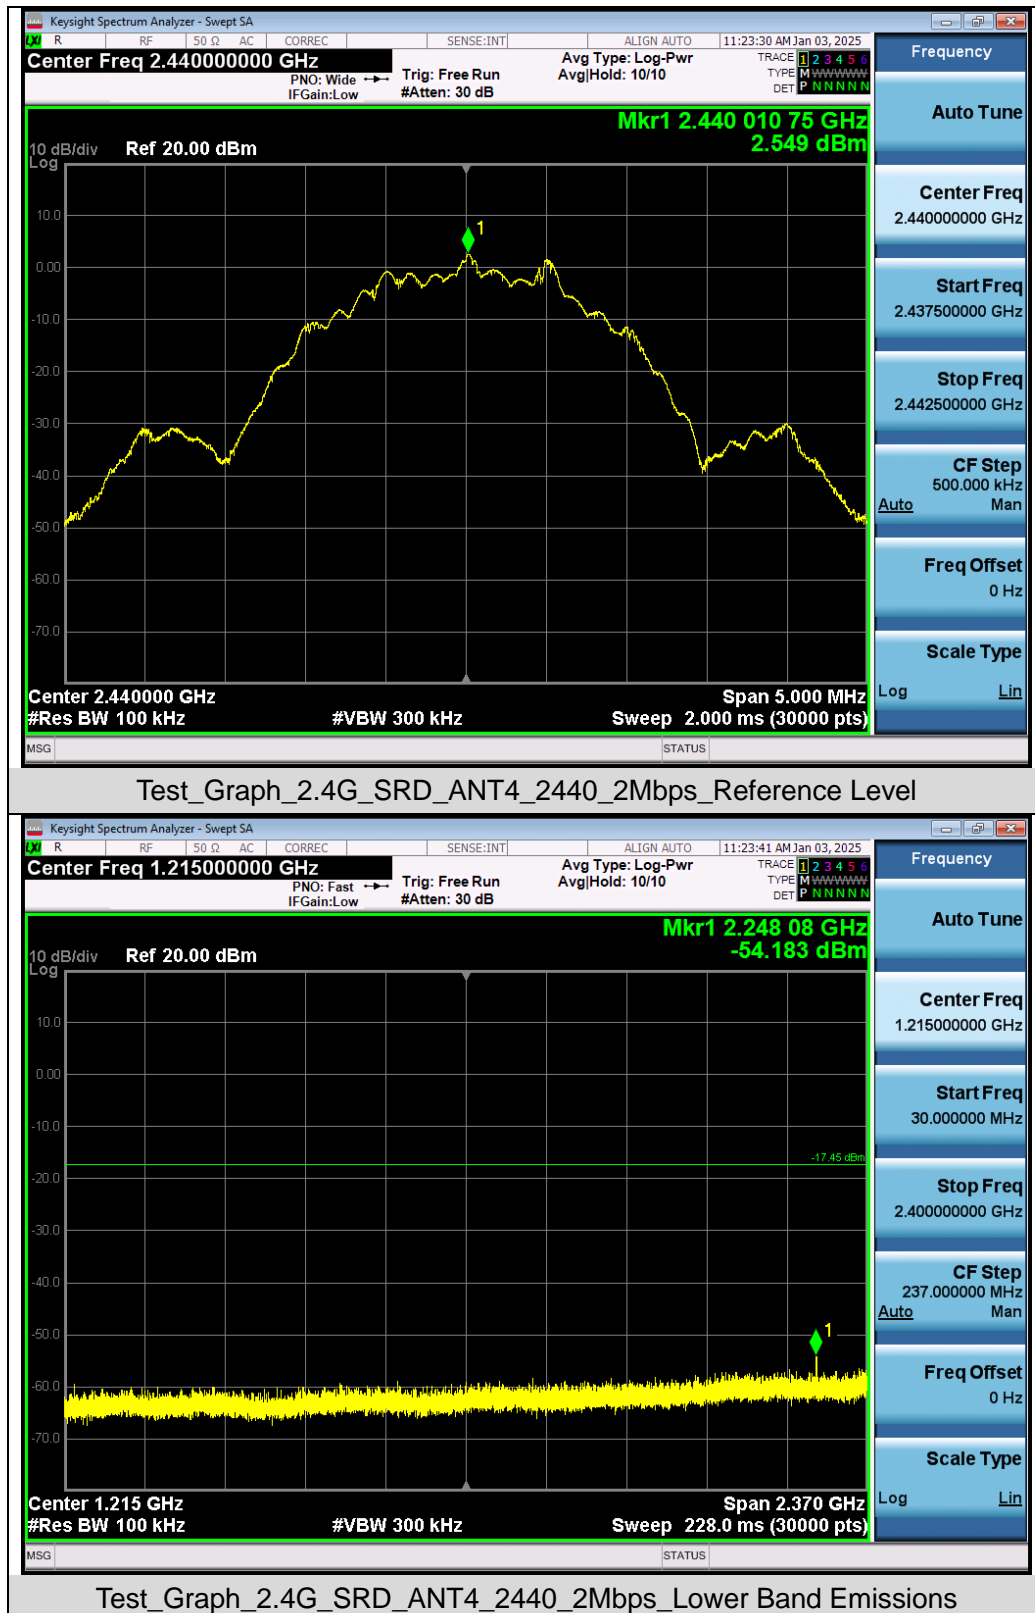 Keysight Spectrum Analyzer - Swept SA
LXI R RF 50 Ω AC CORREC SENSE:INT ALIGN AUTO 11:23:30 AM Jan 03, 2025
Center Freq 2.440000000 GHz
PNO: Wide
IFGain:Low
Trig: Free Run
#Atten: 30 dB
Avg Type: Log-Pwr
Avg|Hold: 10/10
TRACE 1 2 3 4 5 6
TYPE M WWWWW
DET P N N N N N
Frequency
Mkr1 2.440 010 75 GHz
2.549 dBm
10 dB/div Ref 20.00 dBm
Log
10.0
0.00
-10.0
-20.0
-30.0
-40.0
-50.0
-60.0
-70.0
1
Center 2.440000 GHz Span 5.000 MHz
#Res BW 100 kHz #VBW 300 kHz Sweep 2.000 ms (30000 pts)
MSG STATUS
Auto Tune
Center Freq
2.440000000 GHz
Start Freq
2.437500000 GHz
Stop Freq
2.442500000 GHz
CF Step
500.000 kHz
Auto Man
Freq Offset
0 Hz
Scale Type
Log Lin
Test_Graph_2.4G_SRD_ANT4_2440_2Mbps_Reference Level
Keysight Spectrum Analyzer - Swept SA
LXI R RF 50 Ω AC CORREC SENSE:INT ALIGN AUTO 11:23:41 AM Jan 03, 2025
Center Freq 1.215000000 GHz
PNO: Fast
IFGain:Low
Trig: Free Run
#Atten: 30 dB
Avg Type: Log-Pwr
Avg|Hold: 10/10
TRACE 1 2 3 4 5 6
TYPE M WWWWW
DET P N N N N N
Frequency
Mkr1 2.248 08 GHz
-54.183 dBm
10 dB/div Ref 20.00 dBm
Log
10.0
0.00
-10.0
-20.0
-30.0
-40.0
-50.0
-60.0
-70.0
-17.45 dBm
1
Center 1.215 GHz Span 2.370 GHz
#Res BW 100 kHz #VBW 300 kHz Sweep 228.0 ms (30000 pts)
MSG STATUS
Auto Tune
Center Freq
1.215000000 GHz
Start Freq
30.000000 MHz
Stop Freq
2.400000000 GHz
CF Step
237.000000 MHz
Auto Man
Freq Offset
0 Hz
Scale Type
Log Lin
Test_Graph_2.4G_SRD_ANT4_2440_2Mbps_Lower Band Emissions